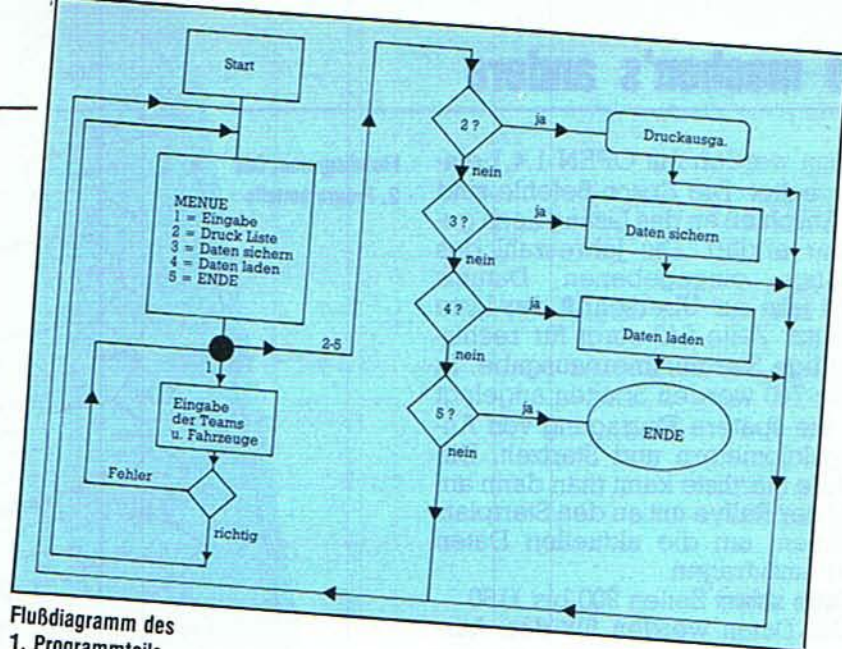 Start
MENUE
1 = Eingabe
2 = Druck Liste
3 = Daten sichern
4 = Daten laden
5 = ENDE
2-5
1
Eingabe
der Teams
u. Fahrzeuge
Fehler
richtig
2 ?
ja
Druckausga.
nein
3 ?
ja
Daten sichern
nein
4 ?
ja
Daten laden
nein
5 ?
ja
ENDE
nein
Flußdiagramm des
1. Programmteils